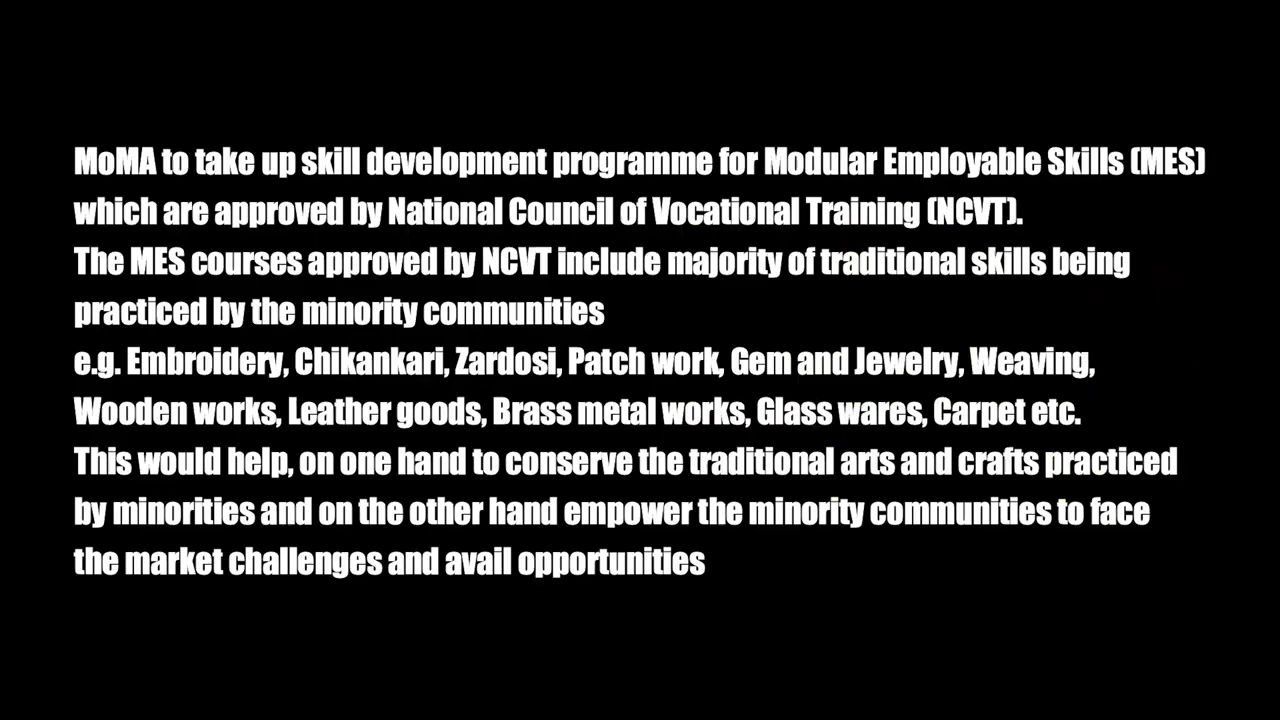 MoMA to take up skill development programme for Modular Employable Skills (MES)
which are approved by National Council of Vocational Training (NCVT).
The MES courses approved by NCVT include majority of traditional skills being
practiced by the minority communities
e.g. Embroidery, Chikankari, Zardosi, Patch work, Gem and Jewelry, Weaving,
Wooden works, Leather goods, Brass metal works, Glass wares, Carpet etc.
This would help, on one hand to conserve the traditional arts and crafts practiced
by minorities and on the other hand empower the minority communities to face
the market challenges and avail opportunities